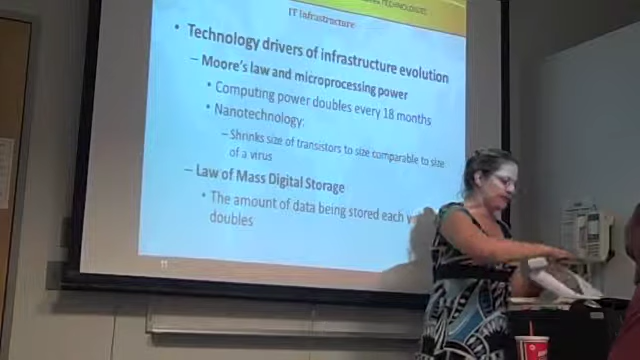 TECHNOLOGIES
IT Infrastructure
• Technology drivers of infrastructure evolution
– Moore's law and microprocessing power
• Computing power doubles every 18 months
• Nanotechnology:
– Shrinks size of transistors to size comparable to size
of a virus
– Law of Mass Digital Storage
• The amount of data being stored each
doubles